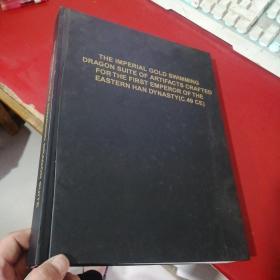 THE IMPERIAL GOLD SWIMMING
DRAGON SUITE OF ARTIFACTS CRAFTED
FOR THE FIRST EMPEROR OF THE
EASTERN HAN DYNASTY(C.49 CE)